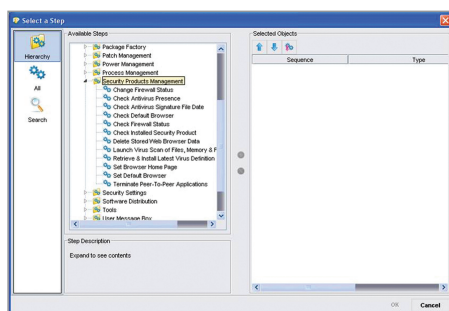 Select a Step
Hierarchy
All
Search
Available Steps
Package Factory
Patch Management
Power Management
Process Management
Security Products Management
Change Firewall Status
Check Antivirus Presence
Check Antivirus Signature File Date
Check Default Browser
Check Firewall Status
Check Installed Security Product
Delete Stored Web Browser Data
Launch Virus Scan of Files, Memory & F
Retrieve & Install Latest Virus Definition
Set Browser Home Page
Set Default Browser
Terminate Peer-To-Peer Applications
Security Settings
Software Distribution
Tools
User Message Box
Step Description
Expand to see contents
Selected Objects
Sequence Type
OK Cancel